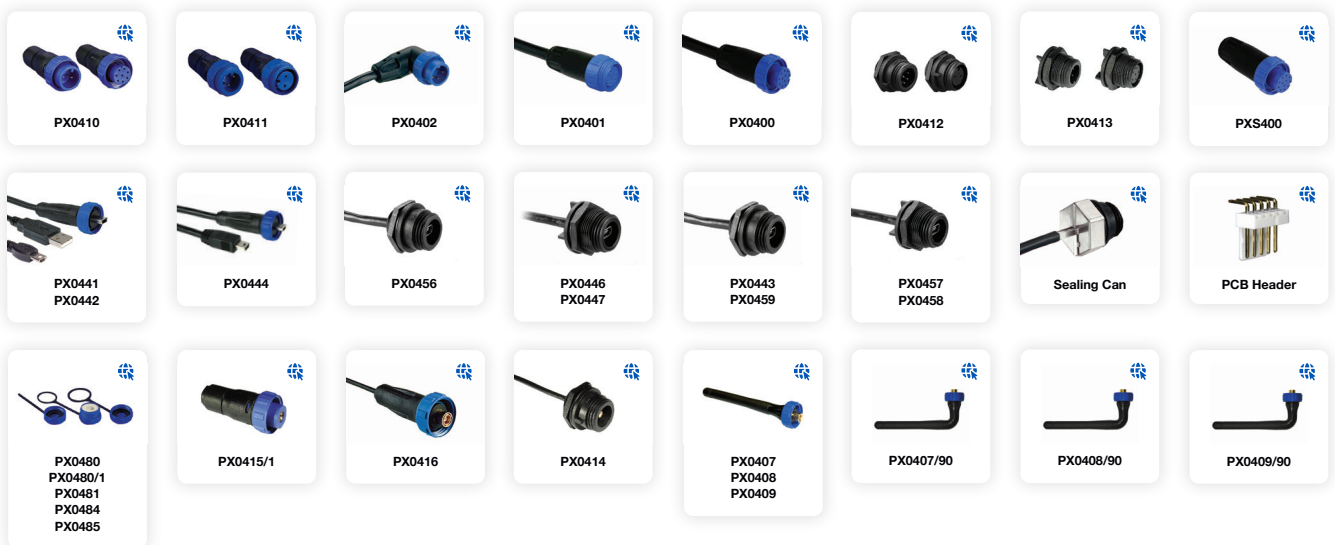 PX0410
PX0411
PX0402
PX0401
PX0400
PX0412
PX0413
PXS400
PX0441
PX0442
PX0444
PX0456
PX0446
PX0447
PX0443
PX0459
PX0457
PX0458
Sealing Can
PCB Header
PX0480
PX0480/1
PX0481
PX0484
PX0485
PX0415/1
PX0416
PX0414
PX0407
PX0408
PX0409
PX0407/90
PX0408/90
PX0409/90